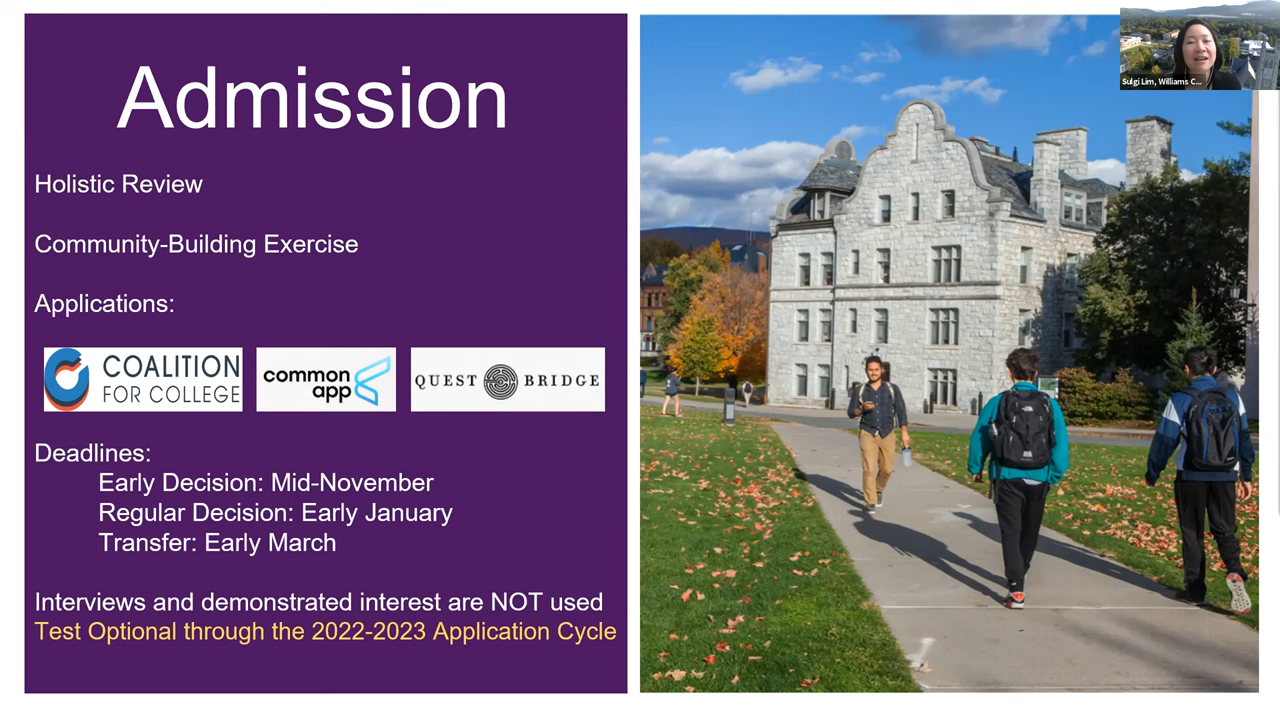 Admission
Holistic Review
Community-Building Exercise
Applications:
COALITION
FOR COLLEGE
common
app
QUEST BRIDGE
Deadlines:
Early Decision: Mid-November
Regular Decision: Early January
Transfer: Early March
Interviews and demonstrated interest are NOT used
Test Optional through the 2022-2023 Application Cycle
Sulgi Lim, Williams C...